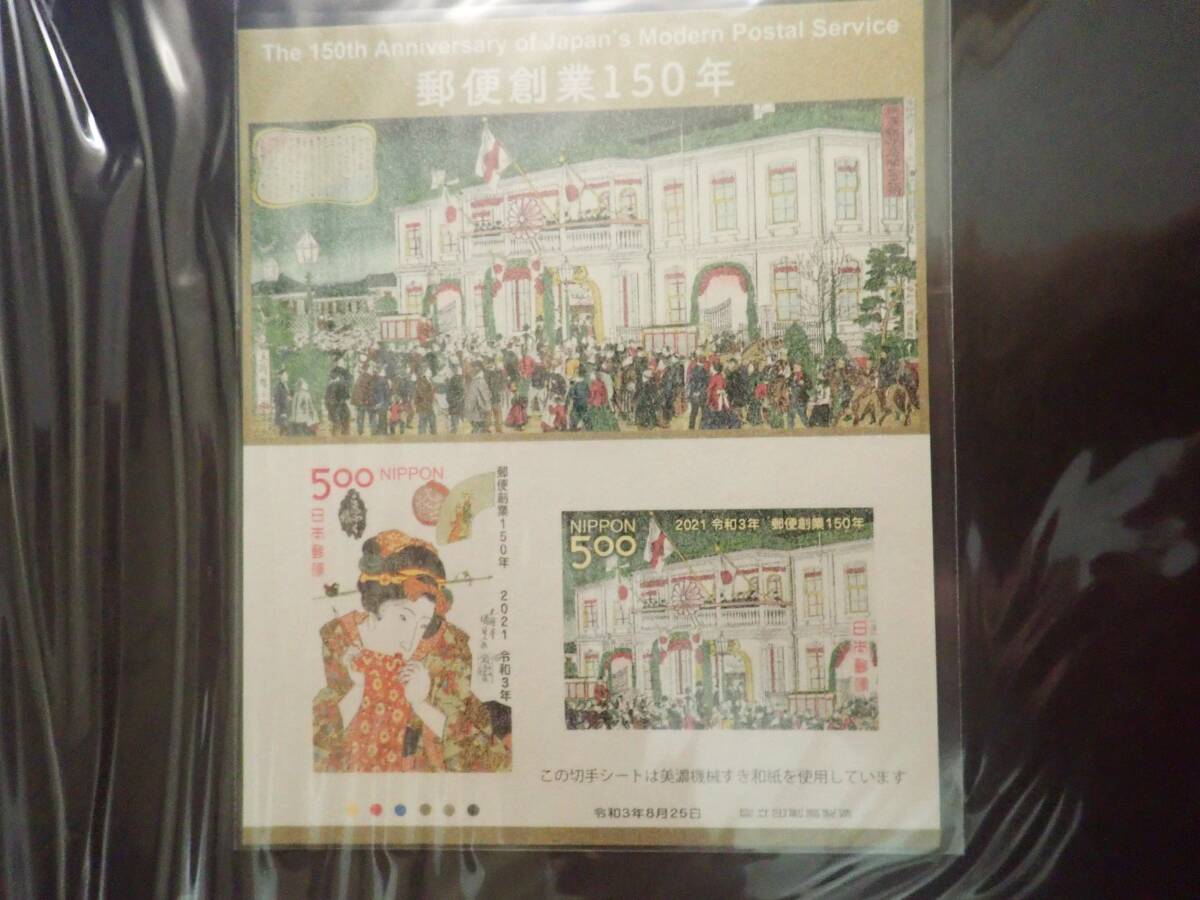 The 150th Anniversary of Japan's Modern Postal Service
郵便創業150年
500 NIPPON
日本郵便
郵便創業150年 2021 令和3年
NIPPON
500
2021 令和3年 郵便創業150年
日本郵便
この切手シートは美濃機械すき和紙を使用しています
令和3年8月25日 国立印刷局製造